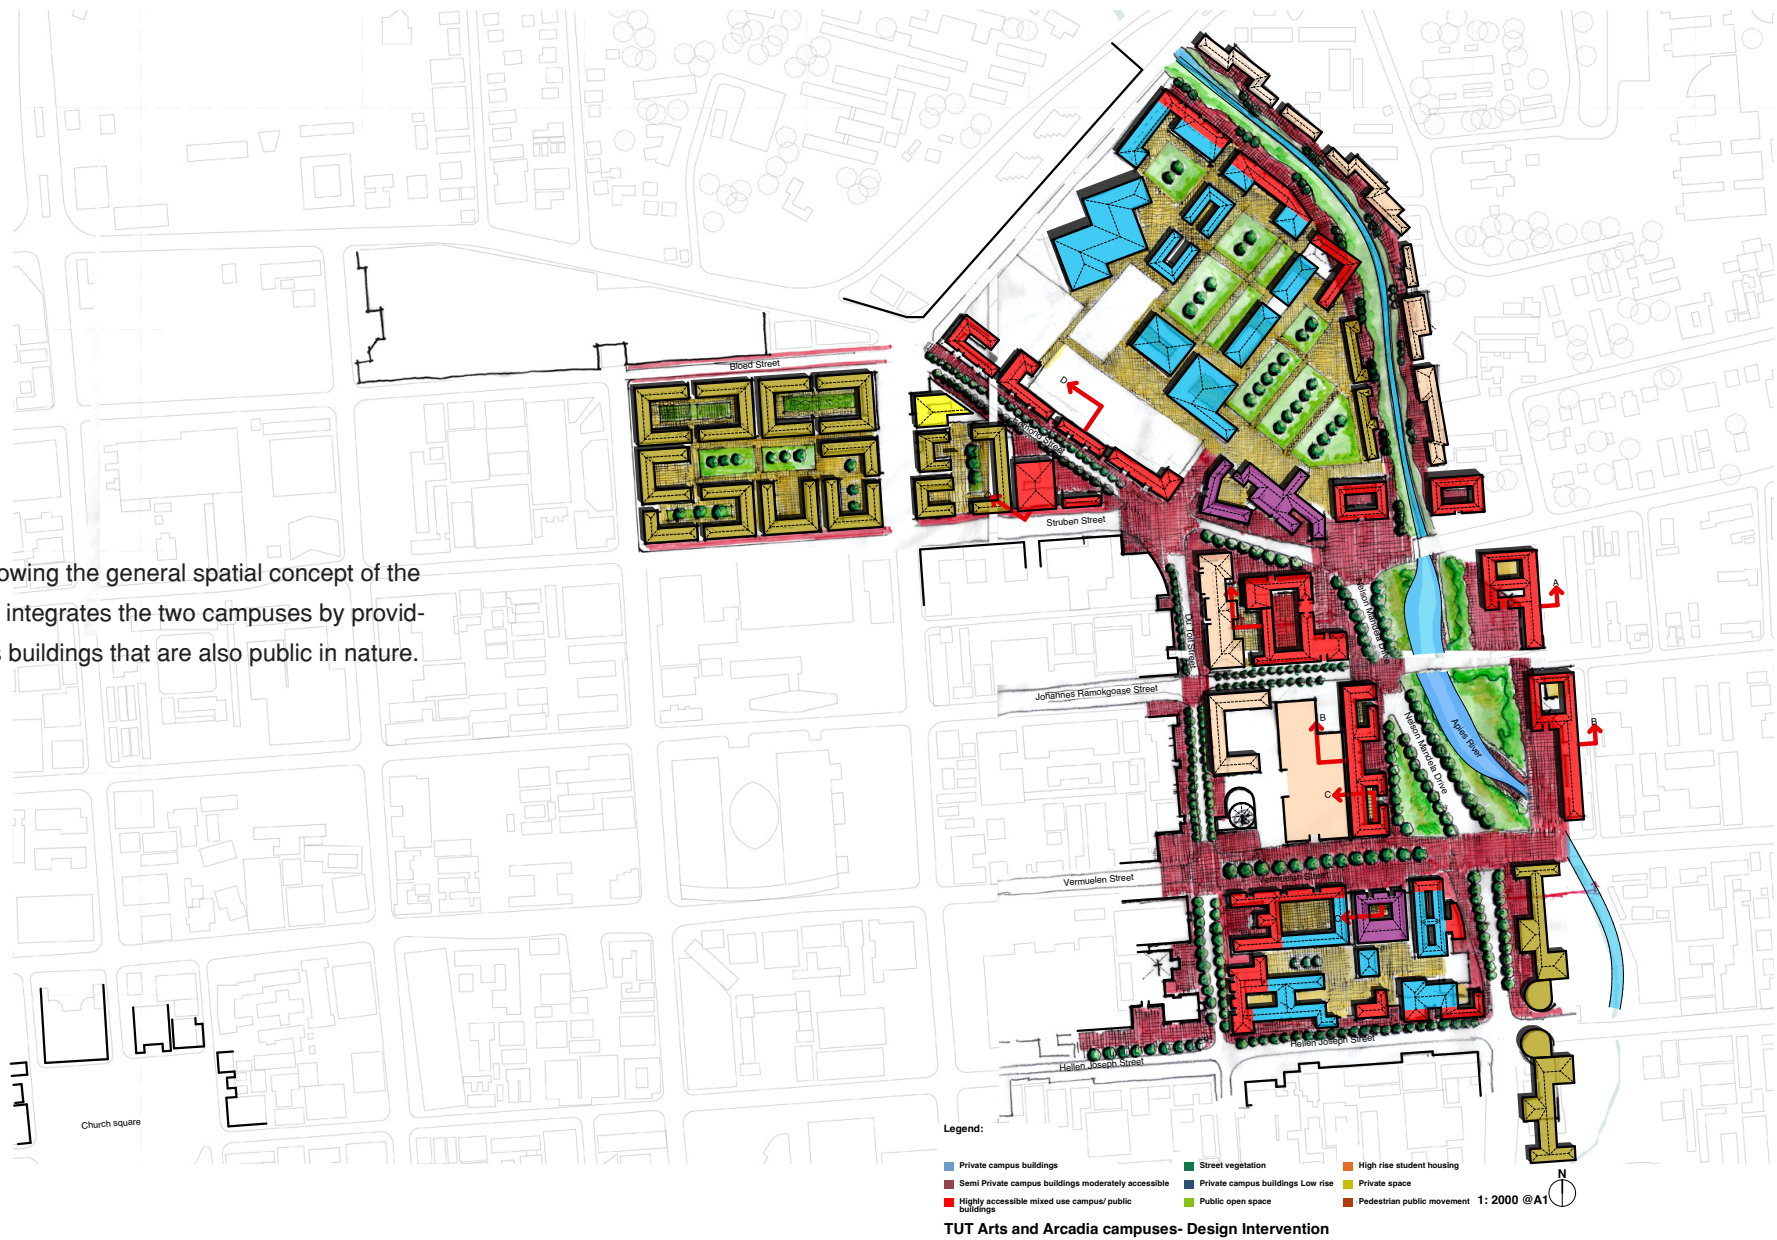 owing the general spatial concept of the
integrates the two campuses by provid-
s buildings that are also public in nature.
Bloed Street
Struben Street
Nelson Mandela Drive
Johannes Ramokgoase Street
Nelson Mandela Drive
Apies River
Vermuelen Street
Vermuelen Street
Hellen Joseph Street
Hellen Joseph Street
Church square
D
A
B
B
C
Legend:
Private campus buildings
Semi Private campus buildings moderately accessible
Highly accessible mixed use campus/ public
buildings
Street vegetation
Private campus buildings Low rise
Public open space
High rise student housing
Private space
Pedestrian public movement
1: 2000 @A1
N
TUT Arts and Arcadia campuses- Design Intervention